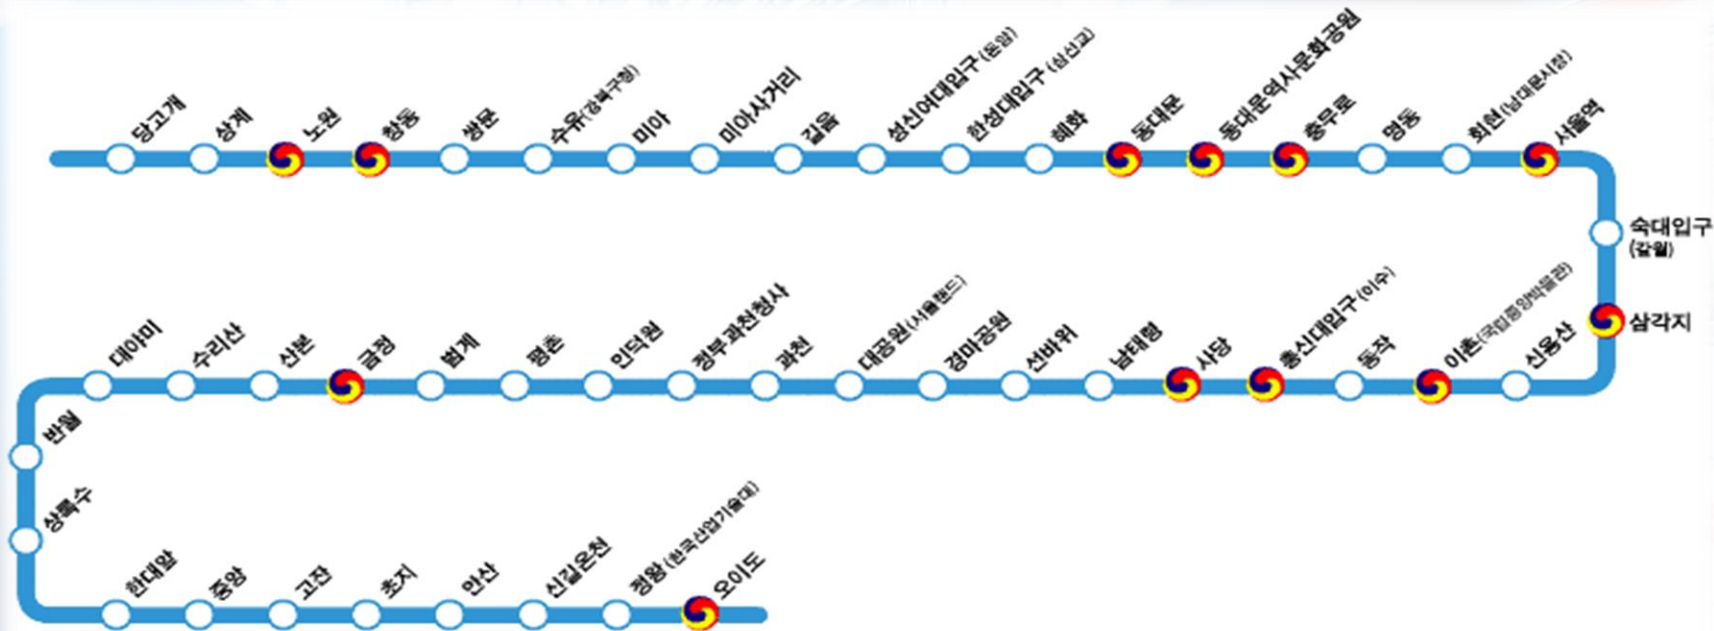 당고개
상계
노원
창동
쌍문
수유(강북구청)
미아
미아사거리
길음
성신여대입구(돈암)
한성대입구(삼선교)
혜화
동대문
동대문역사문화공원
충무로
명동
회현(남대문시장)
서울역
숙대입구
(갈월)
삼각지
신용산
이촌(국립중앙박물관)
동작
총신대입구(이수)
사당
남태령
선바위
경마공원
대공원(서울랜드)
과천
정부과천청사
인덕원
평촌
범계
금정
산본
수리산
대야미
반월
상록수
한대앞
중앙
고잔
초지
안산
신길온천
정왕(한국산업기술대)
오이도